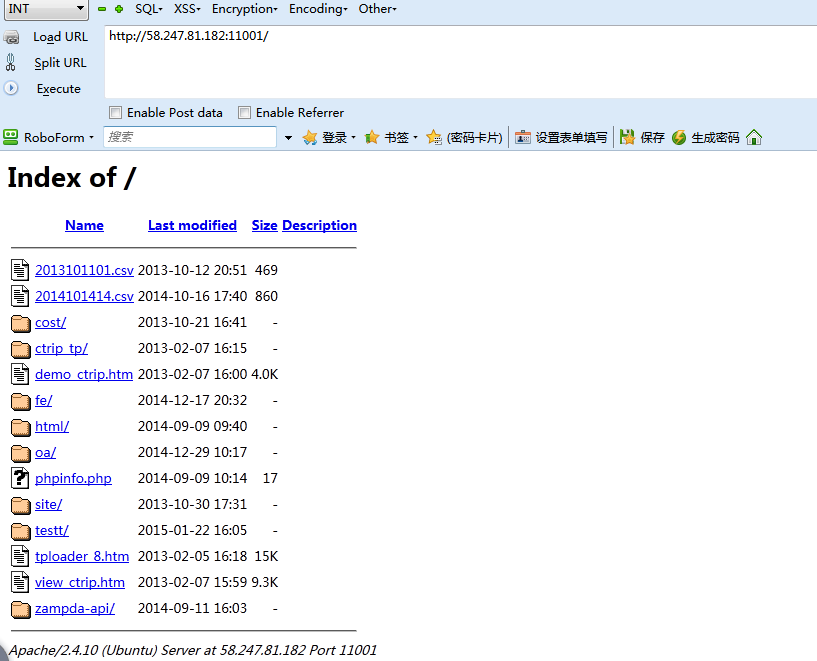 INT SQL· XSS· Encryption· Encoding· Other·
Load URL http://58.247.81.182:11001/
Split URL
Execute
Enable Post data Enable Referrer
RoboForm 搜索 登录 书签 (密码卡片) 设置表单填写 保存 生成密码
Index of /
Name Last modified Size Description
2013101101.csv 2013-10-12 20:51 469
2014101414.csv 2014-10-16 17:40 860
cost/ 2013-10-21 16:41 -
ctrip_tp/ 2013-02-07 16:15 -
demo_ctrip.htm 2013-02-07 16:00 4.0K
fe/ 2014-12-17 20:32 -
html/ 2014-09-09 09:40 -
oa/ 2014-12-29 10:17 -
phpinfo.php 2014-09-09 10:14 17
site/ 2013-10-30 17:31 -
testt/ 2015-01-22 16:05 -
tploader_8.htm 2013-02-05 16:18 15K
view_ctrip.htm 2013-02-07 15:59 9.3K
zampda-api/ 2014-09-11 16:03 -
Apache/2.4.10 (Ubuntu) Server at 58.247.81.182 Port 11001